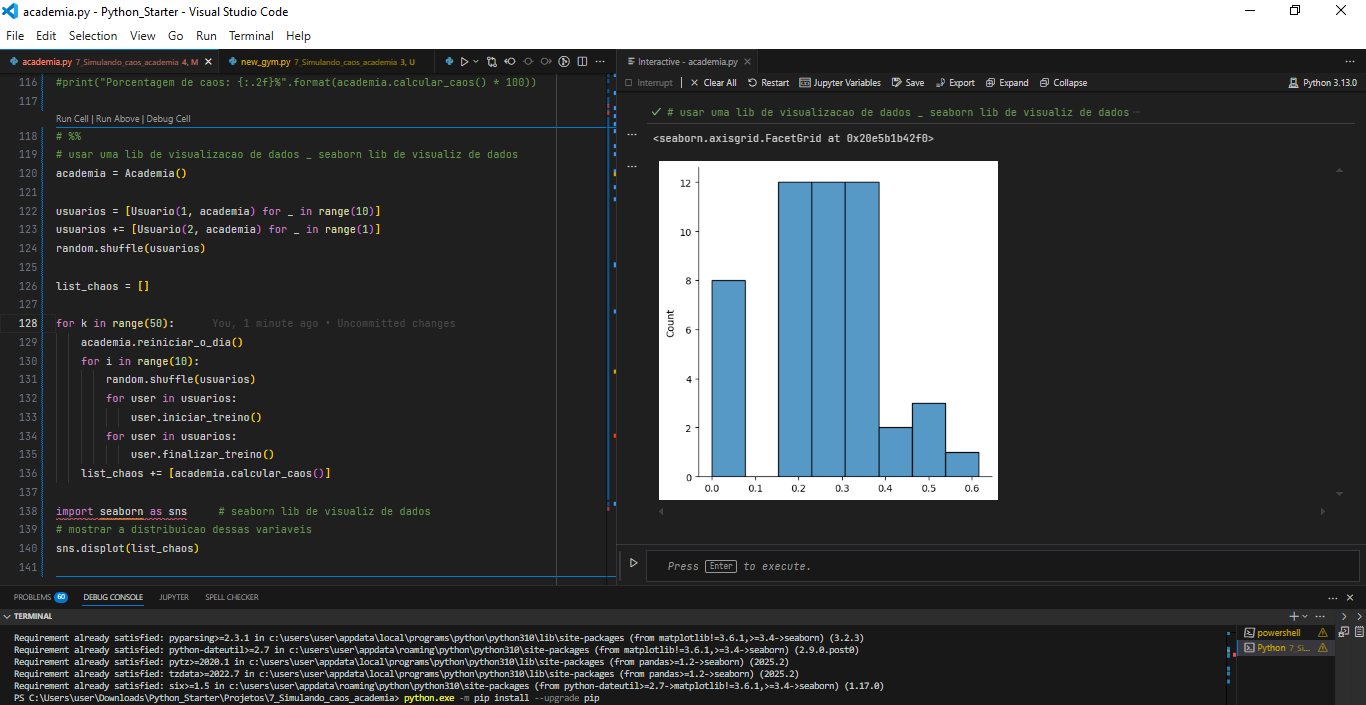 academia.py - Python_Starter - Visual Studio Code
File Edit Selection View Go Run Terminal Help
academia.py 7_Simulando_caos_academia 4, M
new_gym.py 7_Simulando_caos_academia 3, U
116 #print("Porcentagem de caos: {:.2f}%".format(academia.calcular_caos() * 100))
117
Run Cell | Run Above | Debug Cell
118 # %%
119 # usar uma lib de visualizacao de dados _ seaborn lib de visualiz de dados
120 academia = Academia()
121
122 usuarios = [Usuario(1, academia) for _ in range(10)]
123 usuarios += [Usuario(2, academia) for _ in range(1)]
124 random.shuffle(usuarios)
125
126 list_chaos = []
127
128 for k in range(50): You, 1 minute ago • Uncommitted changes
129 academia.reiniciar_o_dia()
130 for i in range(10):
131 random.shuffle(usuarios)
132 for user in usuarios:
133 user.iniciar_treino()
134 for user in usuarios:
135 user.finalizar_treino()
136 list_chaos += [academia.calcular_caos()]
137
138 import seaborn as sns # seaborn lib de visualiz de dados
139 # mostrar a distribuicao dessas variaveis
140 sns.displot(list_chaos)
141
Interactive - academia.py
Interrupt | Clear All Restart Jupyter Variables Save Export Expand Collapse Python 3.13.0
# usar uma lib de visualizacao de dados _ seaborn lib de visualiz de dados ...
<seaborn.axisgrid.FacetGrid at 0x20e5b1b42f0>
12
10
8
6
4
2
0
Count
0.0 0.1 0.2 0.3 0.4 0.5 0.6
Press Enter to execute.
PROBLEMS 60 DEBUG CONSOLE JUPYTER SPELL CHECKER
TERMINAL
Requirement already satisfied: pyparsing>=2.3.1 in c:\users\user\appdata\local\programs\python\python310\lib\site-packages (from matplotlib!=3.6.1,>=3.4->seaborn) (3.2.3)
Requirement already satisfied: python-dateutil>=2.7 in c:\users\user\appdata\roaming\python\python310\site-packages (from matplotlib!=3.6.1,>=3.4->seaborn) (2.9.0.post0)
Requirement already satisfied: pytz>=2020.1 in c:\users\user\appdata\local\programs\python\python310\lib\site-packages (from pandas>=1.2->seaborn) (2025.2)
Requirement already satisfied: tzdata>=2022.7 in c:\users\user\appdata\local\programs\python\python310\lib\site-packages (from pandas>=1.2->seaborn) (2025.2)
Requirement already satisfied: six>=1.5 in c:\users\user\appdata\roaming\python\python310\site-packages (from python-dateutil>=2.7->matplotlib!=3.6.1,>=3.4->seaborn) (1.17.0)
PS C:\Users\user\Downloads\Python_Starter\Projetos\7_Simulando_caos_academia> python.exe -m pip install --upgrade pip
powershell
Python 7_Si...